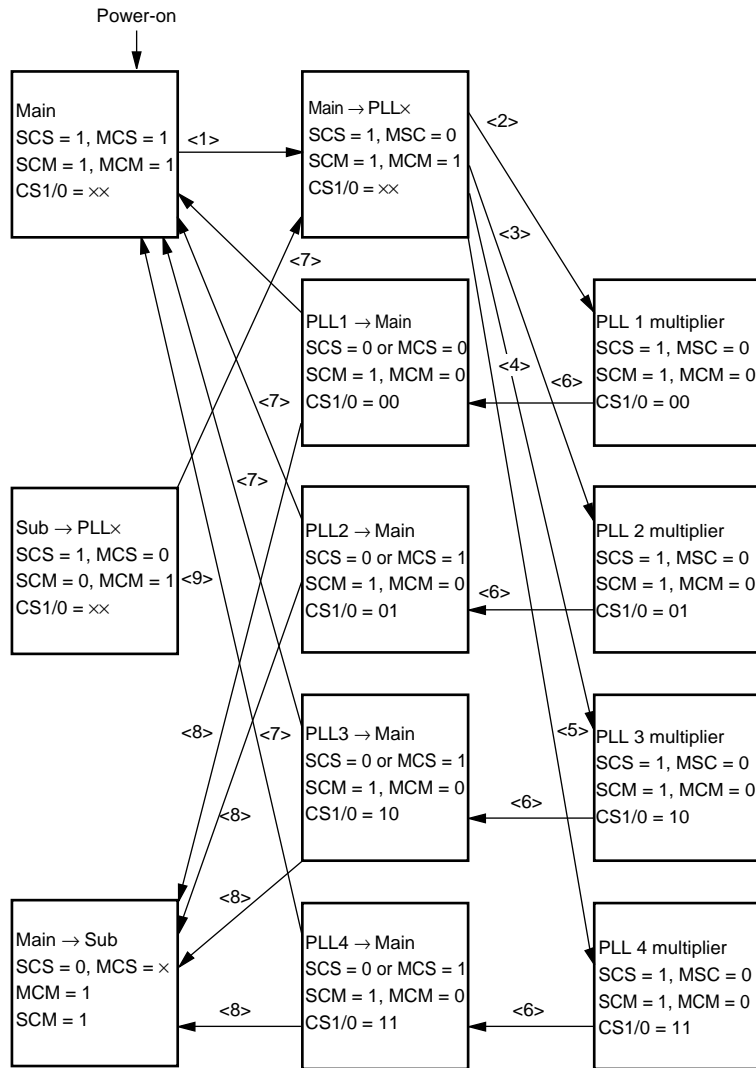 Power-on
Main
SCS = 1, MCS = 1
SCM = 1, MCM = 1
CS1/0 = ××
<1>
Main → PLL×
SCS = 1, MSC = 0
SCM = 1, MCM = 1
CS1/0 = ××
<2>
<3>
<4>
<5>
<7>
PLL1 → Main
SCS = 0 or MCS = 0
SCM = 1, MCM = 0
CS1/0 = 00
<6>
PLL 1 multiplier
SCS = 1, MSC = 0
SCM = 1, MCM = 0
CS1/0 = 00
<7>
<7>
Sub → PLL×
SCS = 1, MCS = 0
SCM = 0, MCM = 1
CS1/0 = ××
<9>
PLL2 → Main
SCS = 0 or MCS = 1
SCM = 1, MCM = 0
CS1/0 = 01
<6>
PLL 2 multiplier
SCS = 1, MSC = 0
SCM = 1, MCM = 0
CS1/0 = 01
<8>
<7>
PLL3 → Main
SCS = 0 or MCS = 1
SCM = 1, MCM = 0
CS1/0 = 10
<6>
PLL 3 multiplier
SCS = 1, MSC = 0
SCM = 1, MCM = 0
CS1/0 = 10
<8>
<8>
Main → Sub
SCS = 0, MCS = ×
MCM = 1
SCM = 1
<8>
PLL4 → Main
SCS = 0 or MCS = 1
SCM = 1, MCM = 0
CS1/0 = 11
<6>
PLL 4 multiplier
SCS = 1, MSC = 0
SCM = 1, MCM = 0
CS1/0 = 11